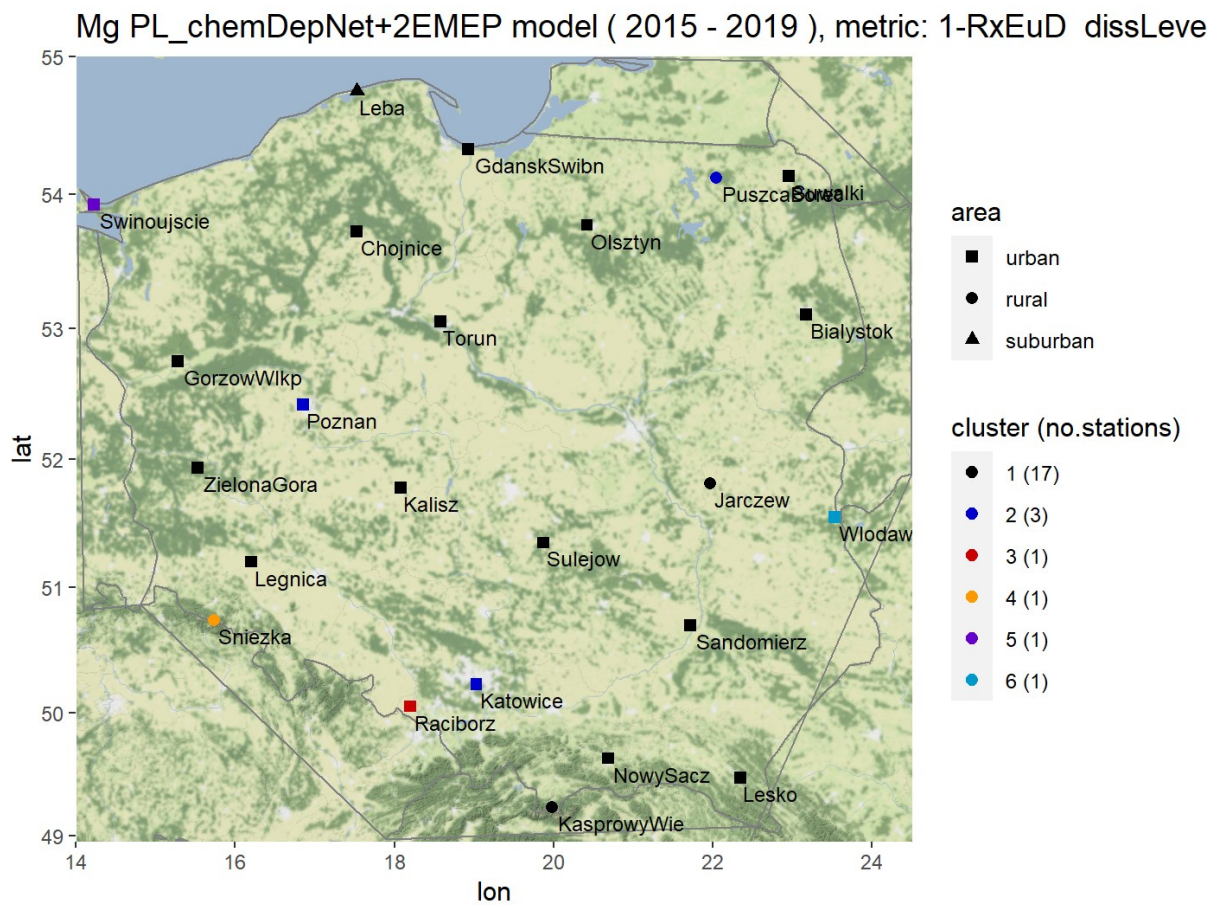 Mg PL_chemDepNet+2EMEP model ( 2015 - 2019 ), metric: 1-RxEuD dissLeve
55
54
53
52
51
50
49
lat
14
16
18
20
22
24
lon
Leba
GdanskSwibn
PuszcaBorec
Suwalki
Swinoujscie
Chojnice
Olsztyn
Torun
Bialystok
GorzowWlkp
Poznan
ZielonaGora
Kalisz
Jarczew
Wlodaw
Sulejow
Legnica
Sniezka
Sandomierz
Katowice
Raciborz
NowySacz
Lesko
KasprowyWie
area
urban
rural
suburban
cluster (no.stations)
1 (17)
2 (3)
3 (1)
4 (1)
5 (1)
6 (1)